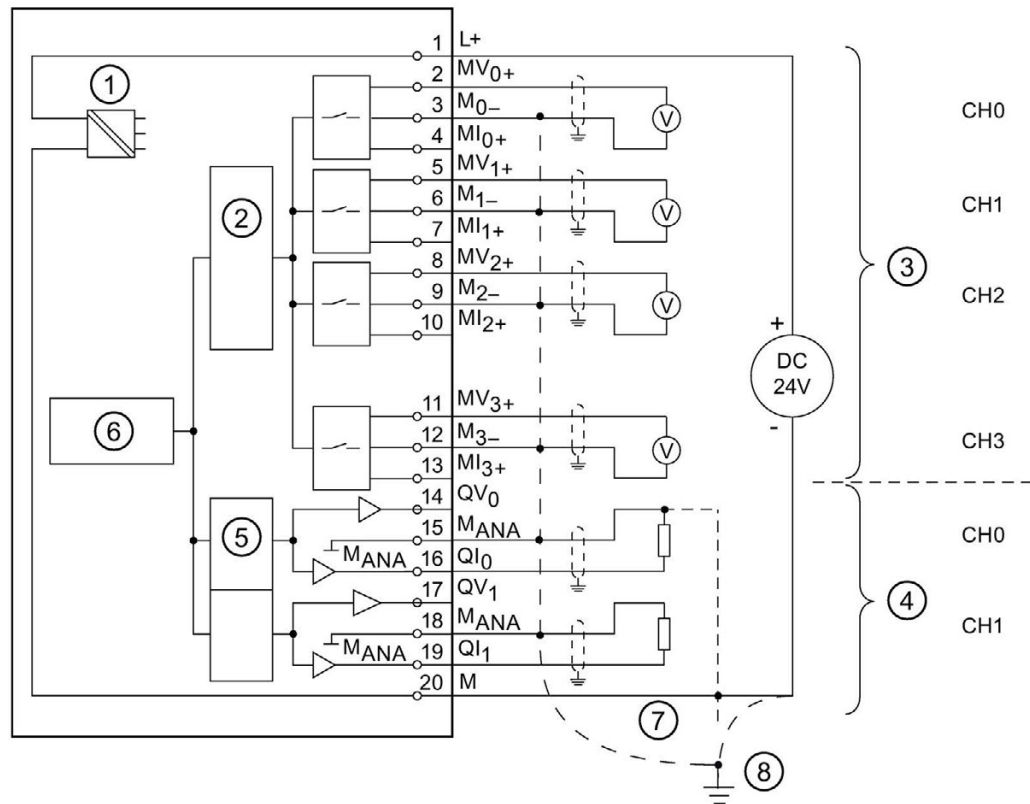 1 L+
① 2 MV0+
3 M0− V CH0
4 MI0+
5 MV1+
② 6 M1− V CH1
7 MI1+
8 MV2+
9 M2− V CH2 ③
10 MI2+
+
DC
24V
-
11 MV3+
⑥ 12 M3− V CH3
13 MI3+
14 QV0
⑤ 15 MANA CH0
MANA 16 QI0
17 QV1 ④
18 MANA CH1
MANA 19 QI1
20 M
⑦
⑧